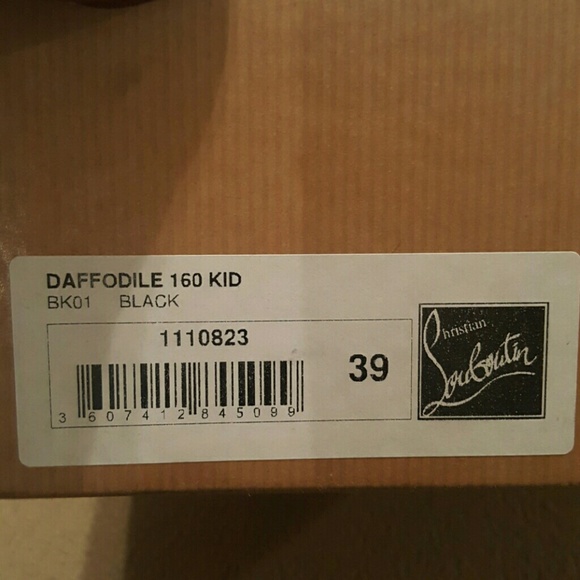 DAFFODILE 160 KID
BK01 BLACK
1110823
39
3 607412 845099
Christian
Louboutin